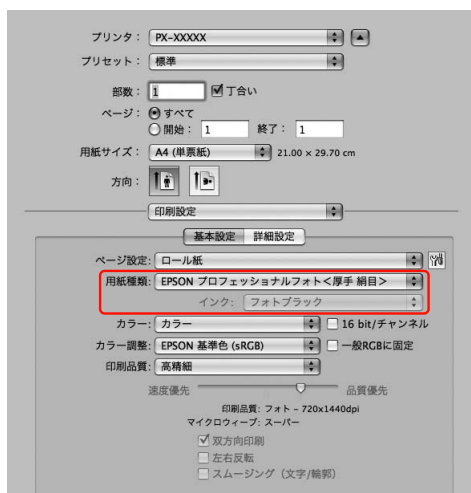 プリンタ： PX-XXXXX
プリセット： 標準
部数： 1 丁合い
ページ： すべて
開始： 1 終了： 1
用紙サイズ： A4 (単票紙) 21.00 × 29.70 cm
方向：
印刷設定
基本設定 詳細設定
ページ設定: ロール紙
用紙種類: EPSON プロフェッショナルフォト＜厚手 絹目＞
インク: フォトブラック
カラー: カラー 16 bit/チャンネル
カラー調整: EPSON 基準色 (sRGB) 一般RGBに固定
印刷品質: 高精細
速度優先 品質優先
印刷品質: フォト – 720x1440dpi
マイクロウィーブ: スーパー
双方向印刷
左右反転
スムージング（文字/輪郭）